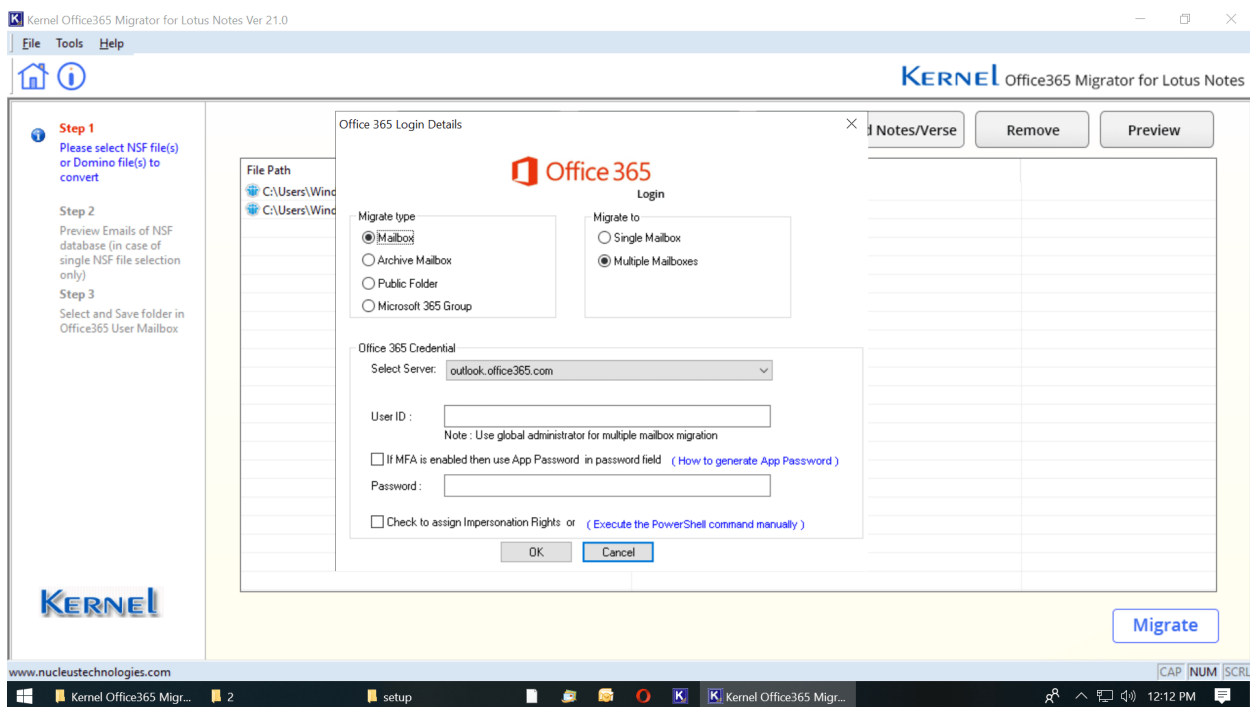 Kernel Office365 Migrator for Lotus Notes Ver 21.0
File Tools Help
KERNEL Office365 Migrator for Lotus Notes
Step 1
Please select NSF file(s)
or Domino file(s) to
convert
Step 2
Preview Emails of NSF
database (in case of
single NSF file selection
only)
Step 3
Select and Save folder in
Office365 User Mailbox
KERNEL
Notes/Verse
Remove
Preview
File Path
C:\Users\Wind
C:\Users\Wind
Office 365 Login Details
Office 365
Login
Migrate type
Mailbox
Archive Mailbox
Public Folder
Microsoft 365 Group
Migrate to
Single Mailbox
Multiple Mailboxes
Office 365 Credential
Select Server: outlook.office365.com
User ID :
Note : Use global administrator for multiple mailbox migration
If MFA is enabled then use App Password in password field ( How to generate App Password )
Password :
Check to assign Impersonation Rights or ( Execute the PowerShell command manually )
OK
Cancel
Migrate
www.nucleustechnologies.com
CAP NUM SCRL
Kernel Office365 Migr... 2 setup K K Kernel Office365 Migr... 12:12 PM